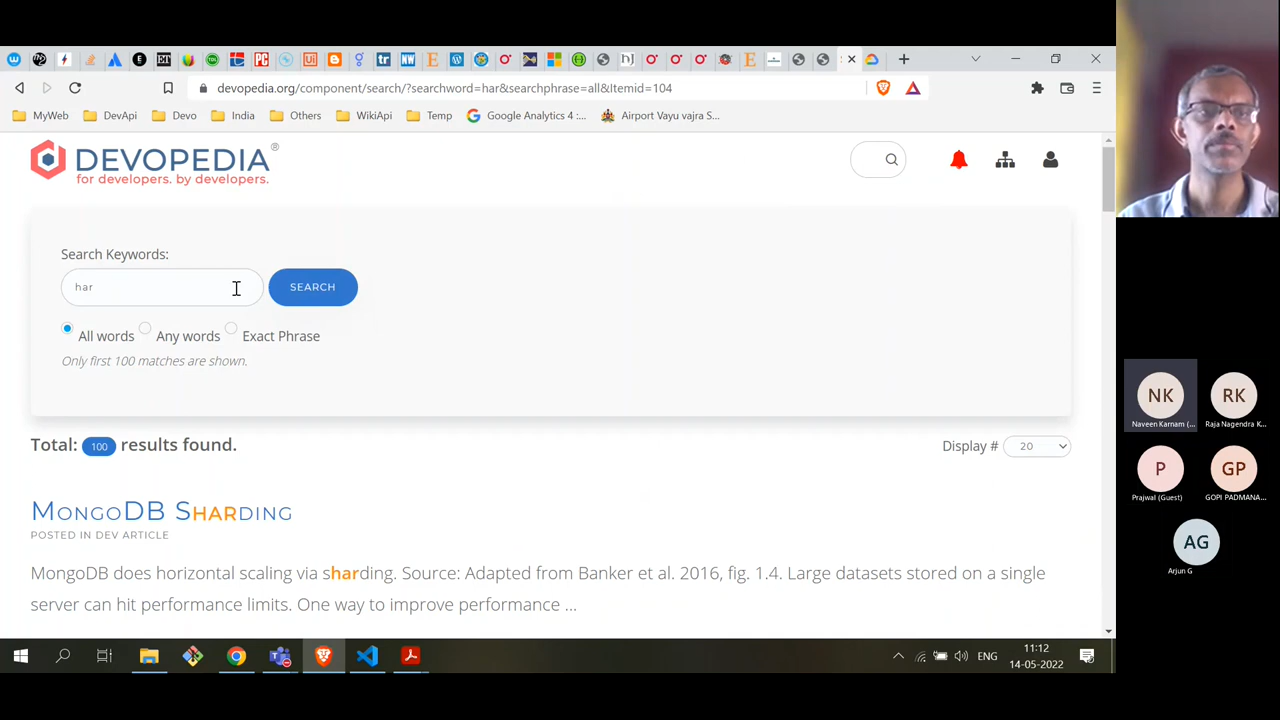 devopedia.org/component/search/?searchword=har&searchphrase=all&Itemid=104
MyWeb
DevApi
Devo
India
Others
WikiApi
Temp
Google Analytics 4 :...
Airport Vayu vajra S...
DEVOPEDIA®
for developers. by developers.
Search Keywords:
har
SEARCH
All words
Any words
Exact Phrase
Only first 100 matches are shown.
Total: 100 results found.
Display # 20
MongoDB Sharding
POSTED IN DEV ARTICLE
MongoDB does horizontal scaling via sharding. Source: Adapted from Banker et al. 2016, fig. 1.4. Large datasets stored on a single
server can hit performance limits. One way to improve performance ...
NK
Naveen Karnam (...
RK
Raja Nagendra K...
P
Prajwal (Guest)
GP
GOPI PADMANA...
AG
Arjun G
ENG
11:12
14-05-2022